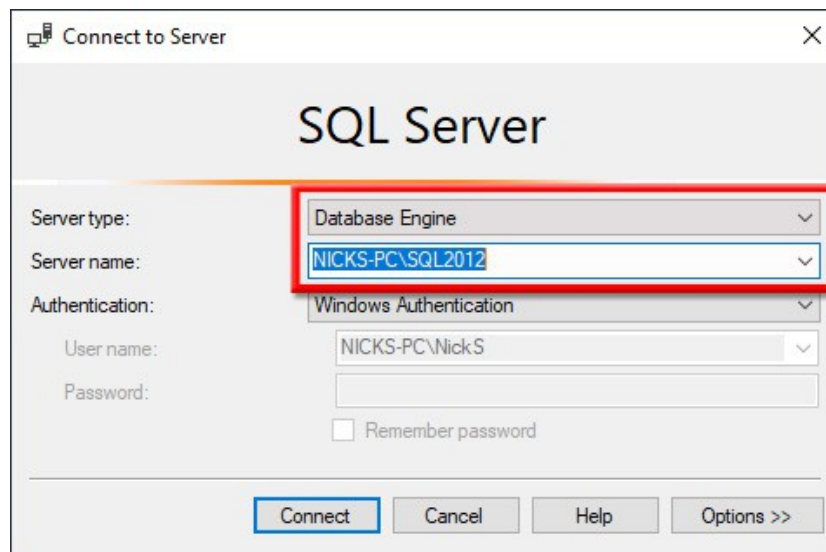 Connect to Server
SQL Server
Server type: Database Engine
Server name: NICKS-PC\SQL2012
Authentication: Windows Authentication
User name: NICKS-PC\NickS
Password:
Remember password
Connect Cancel Help Options >>